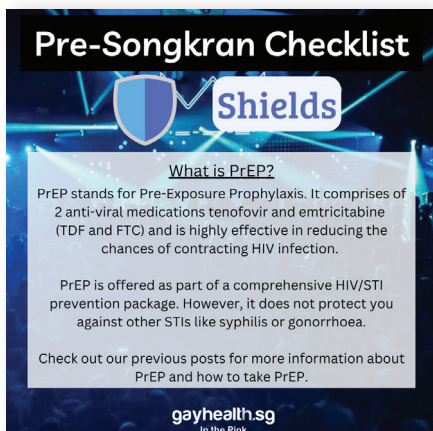 Pre-Songkran Checklist
Shields
What is PrEP?
PrEP stands for Pre-Exposure Prophylaxis. It comprises of
2 anti-viral medications tenofovir and emtricitabine
(TDF and FTC) and is highly effective in reducing the
chances of contracting HIV infection.
PrEP is offered as part of a comprehensive HIV/STI
prevention package. However, it does not protect you
against other STIs like syphilis or gonorrhoea.
Check out our previous posts for more information about
PrEP and how to take PrEP.
gayhealth.sg
In the Pink